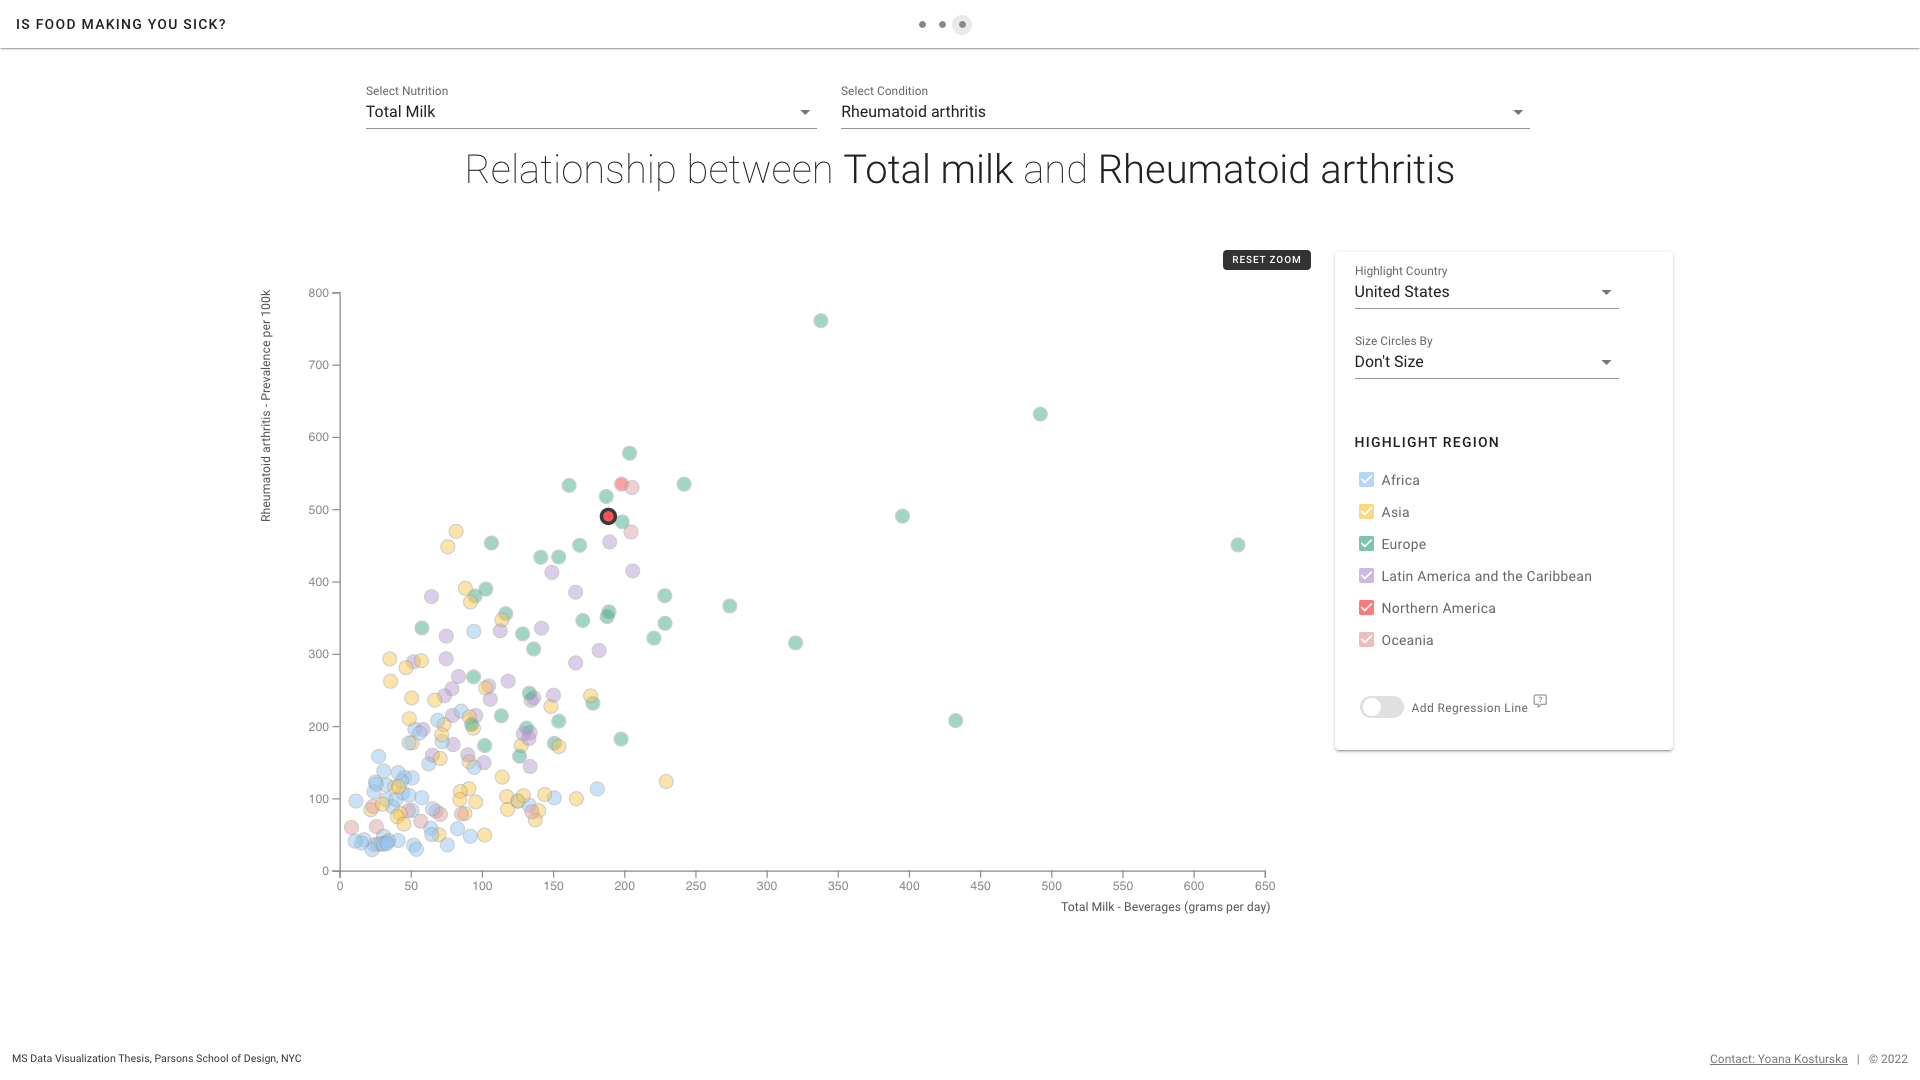 IS FOOD MAKING YOU SICK?
Select Nutrition
Total Milk
Select Condition
Rheumatoid arthritis
Relationship between Total milk and Rheumatoid arthritis
RESET ZOOM
Rheumatoid arthritis - Prevalence per 100k
800
700
600
500
400
300
200
100
0
0 50 100 150 200 250 300 350 400 450 500 550 600 650
Total Milk - Beverages (grams per day)
Highlight Country
United States
Size Circles By
Don't Size
HIGHLIGHT REGION
Africa
Asia
Europe
Latin America and the Caribbean
Northern America
Oceania
Add Regression Line ?
MS Data Visualization Thesis, Parsons School of Design, NYC
Contact: Yoana Kosturska | © 2022